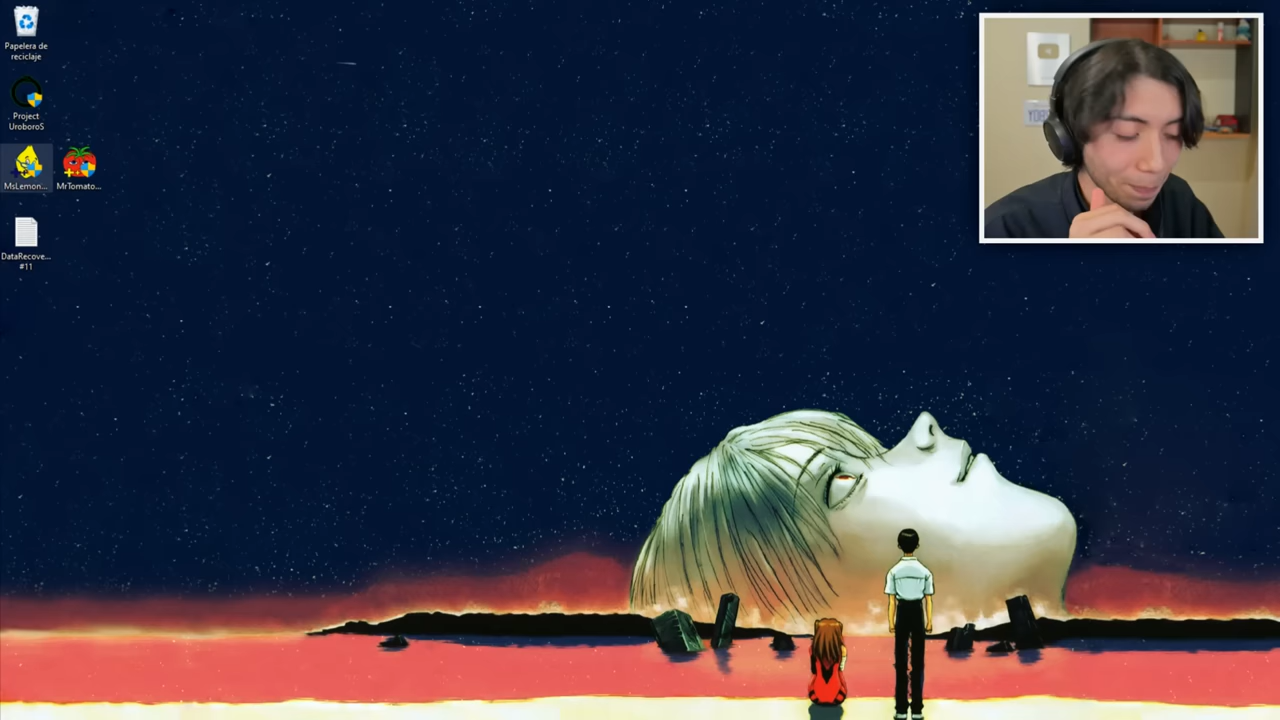 Papelera de
reciclaje
Project
UroboroS
MsLemon...
MrTomato...
DataRecove...
#11